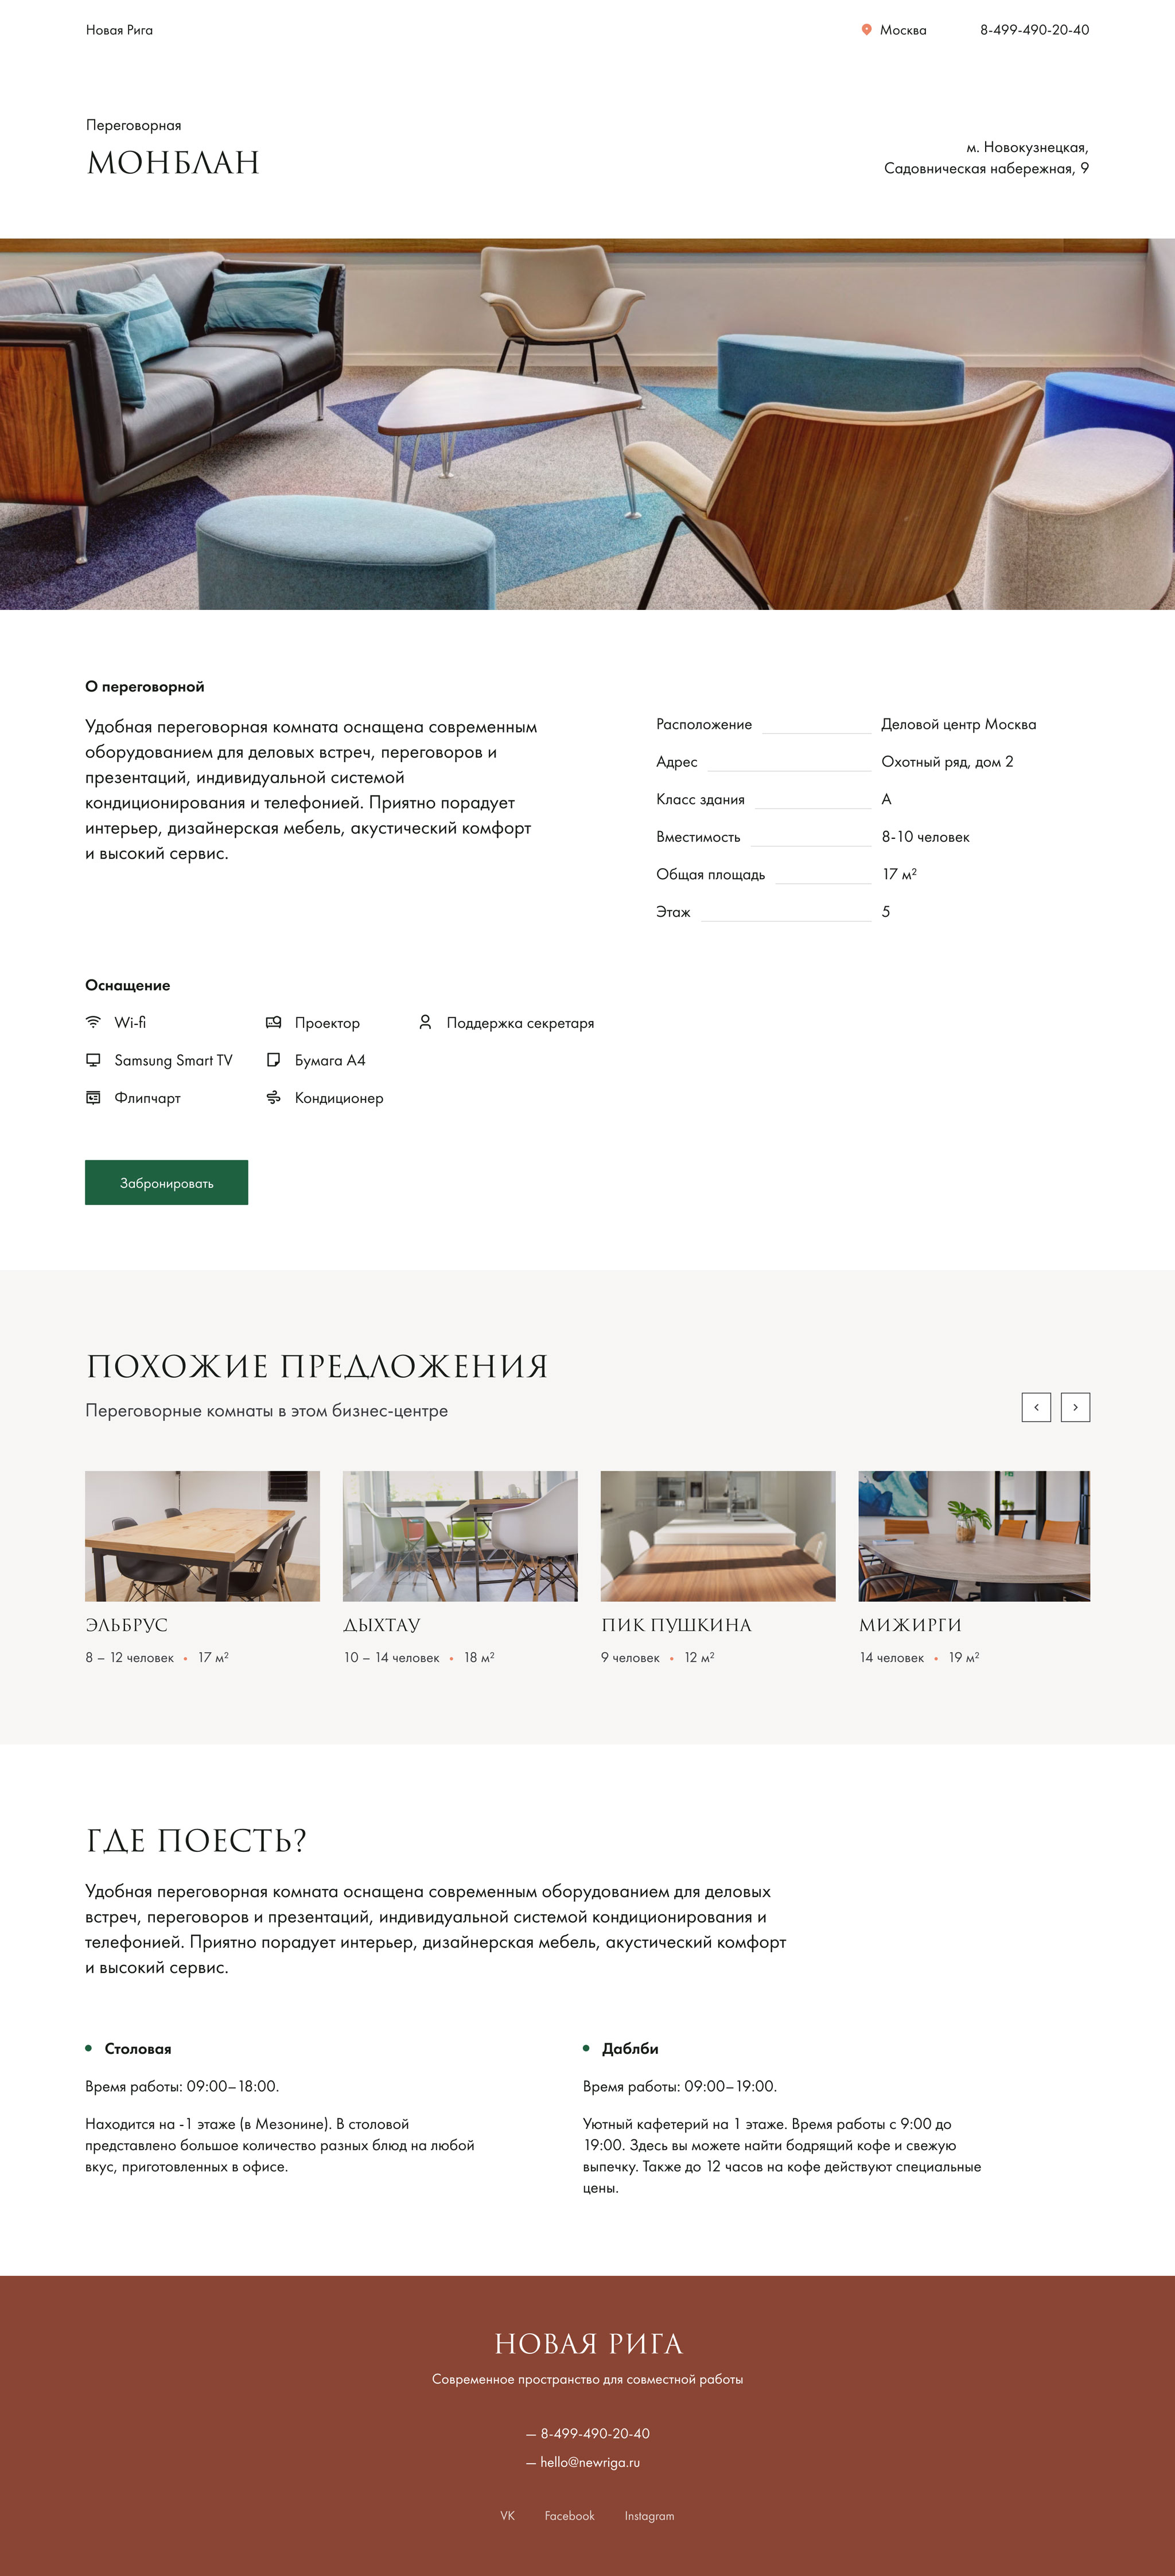 Новая Рига
Москва
8-499-490-20-40
Переговорная
МОНБЛАН
м. Новокузнецкая,
Садовническая набережная, 9
О переговорной
Удобная переговорная комната оснащена современным
оборудованием для деловых встреч, переговоров и
презентаций, индивидуальной системой
кондиционирования и телефонией. Приятно порадует
интерьер, дизайнерская мебель, акустический комфорт
и высокий сервис.
Расположение Деловой центр Москва
Адрес Охотный ряд, дом 2
Класс здания А
Вместимость 8-10 человек
Общая площадь 17 м²
Этаж 5
Оснащение
Wi-fi
Проектор
Поддержка секретаря
Samsung Smart TV
Бумага А4
Флипчарт
Кондиционер
Забронировать
ПОХОЖИЕ ПРЕДЛОЖЕНИЯ
Переговорные комнаты в этом бизнес-центре
ЭЛЬБРУС
8 – 12 человек • 17 м²
ДЫХТАУ
10 – 14 человек • 18 м²
ПИК ПУШКИНА
9 человек • 12 м²
МИЖИРГИ
14 человек • 19 м²
ГДЕ ПОЕСТЬ?
Удобная переговорная комната оснащена современным оборудованием для деловых
встреч, переговоров и презентаций, индивидуальной системой кондиционирования и
телефонией. Приятно порадует интерьер, дизайнерская мебель, акустический комфорт
и высокий сервис.
Столовая
Время работы: 09:00–18:00.
Находится на -1 этаже (в Мезонине). В столовой
представлено большое количество разных блюд на любой
вкус, приготовленных в офисе.
Даблби
Время работы: 09:00–19:00.
Уютный кафетерий на 1 этаже. Время работы с 9:00 до
19:00. Здесь вы можете найти бодрящий кофе и свежую
выпечку. Также до 12 часов на кофе действуют специальные
цены.
НОВАЯ РИГА
Современное пространство для совместной работы
— 8-499-490-20-40
— hello@newriga.ru
VK
Facebook
Instagram